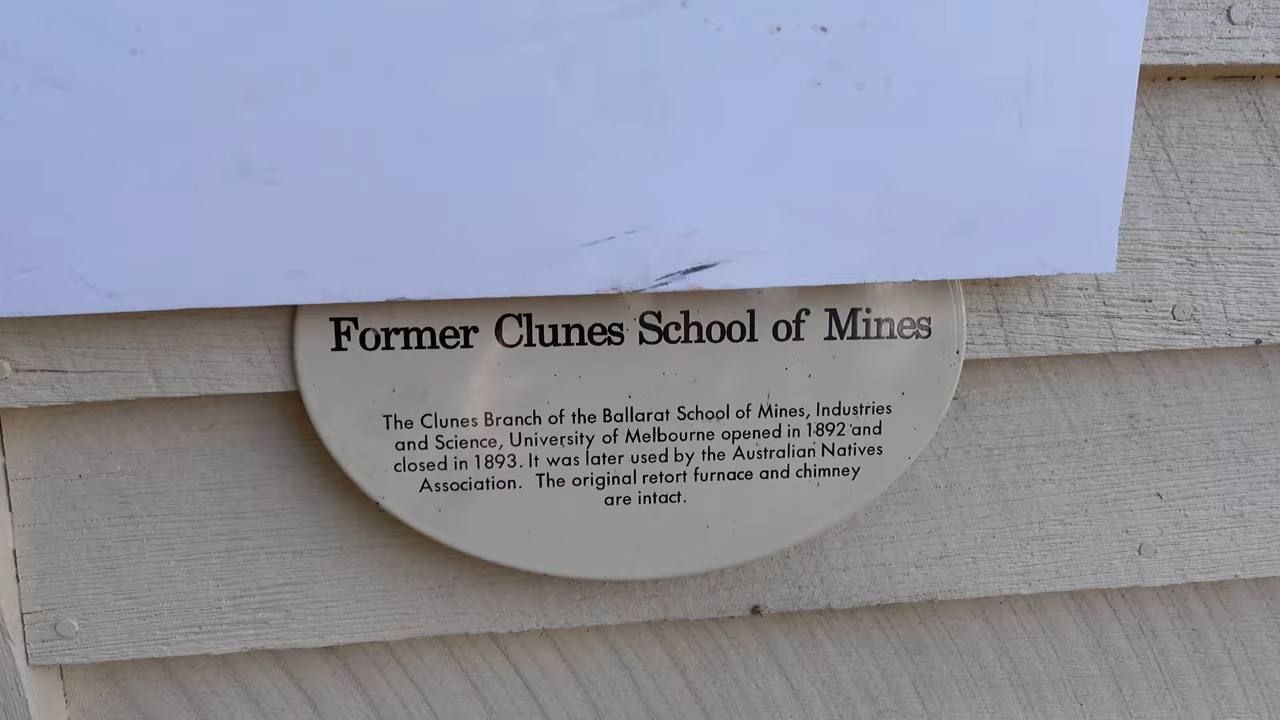 Former Clunes School of Mines
The Clunes Branch of the Ballarat School of Mines, Industries
and Science, University of Melbourne opened in 1892 and
closed in 1893. It was later used by the Australian Natives
Association. The original retort furnace and chimney
are intact.